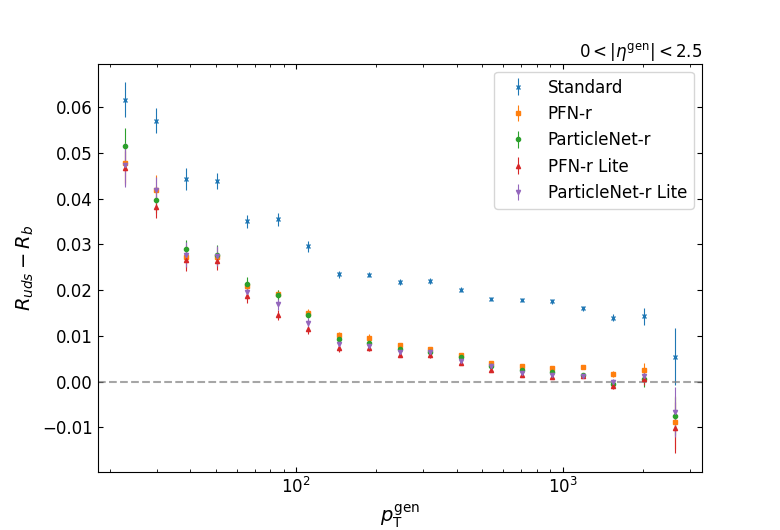 0 < |η^gen| < 2.5
Standard
PFN-r
ParticleNet-r
PFN-r Lite
ParticleNet-r Lite
R_uds − R_b
0.06
0.05
0.04
0.03
0.02
0.01
0.00
−0.01
10^2
10^3
p_T^gen